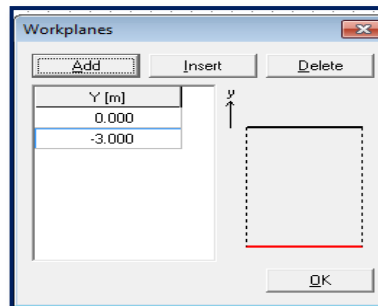 Workplanes
Add Insert Delete
Y [m]
0.000
-3.000
y
OK